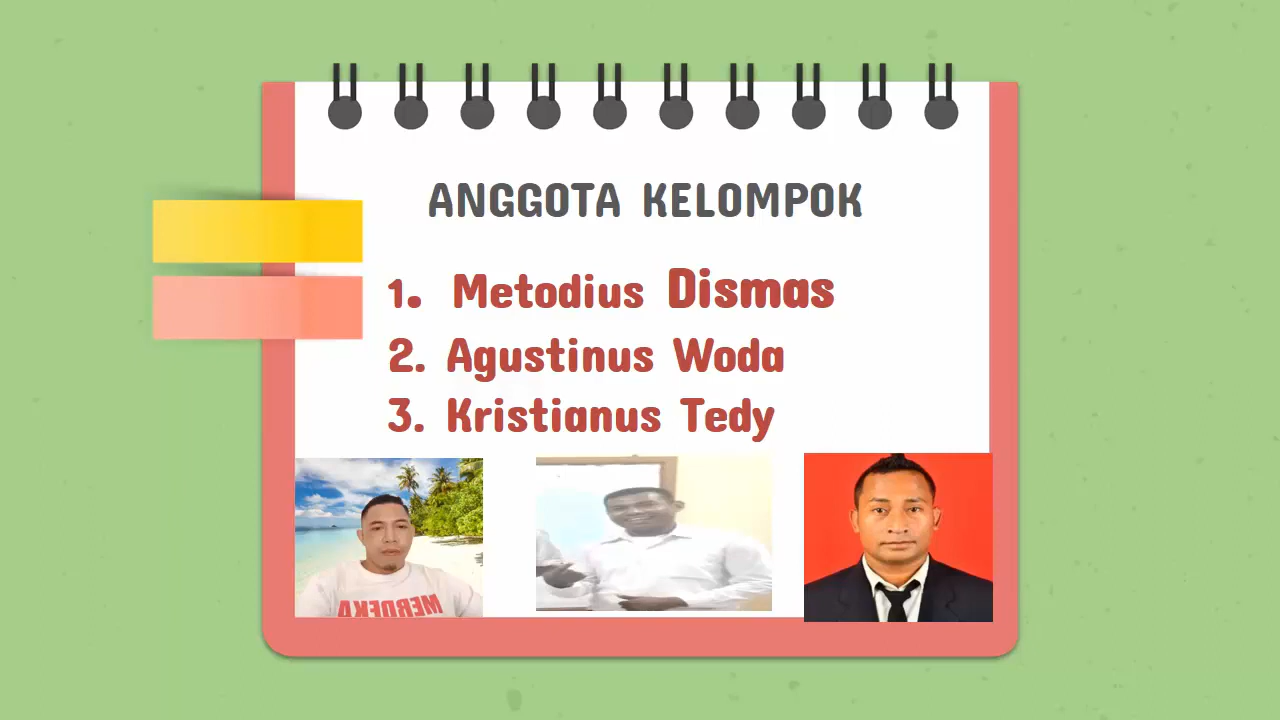 ANGGOTA KELOMPOK
1. Metodius Dismas
2. Agustinus Woda
3. Kristianus Tedy
MERDEKA